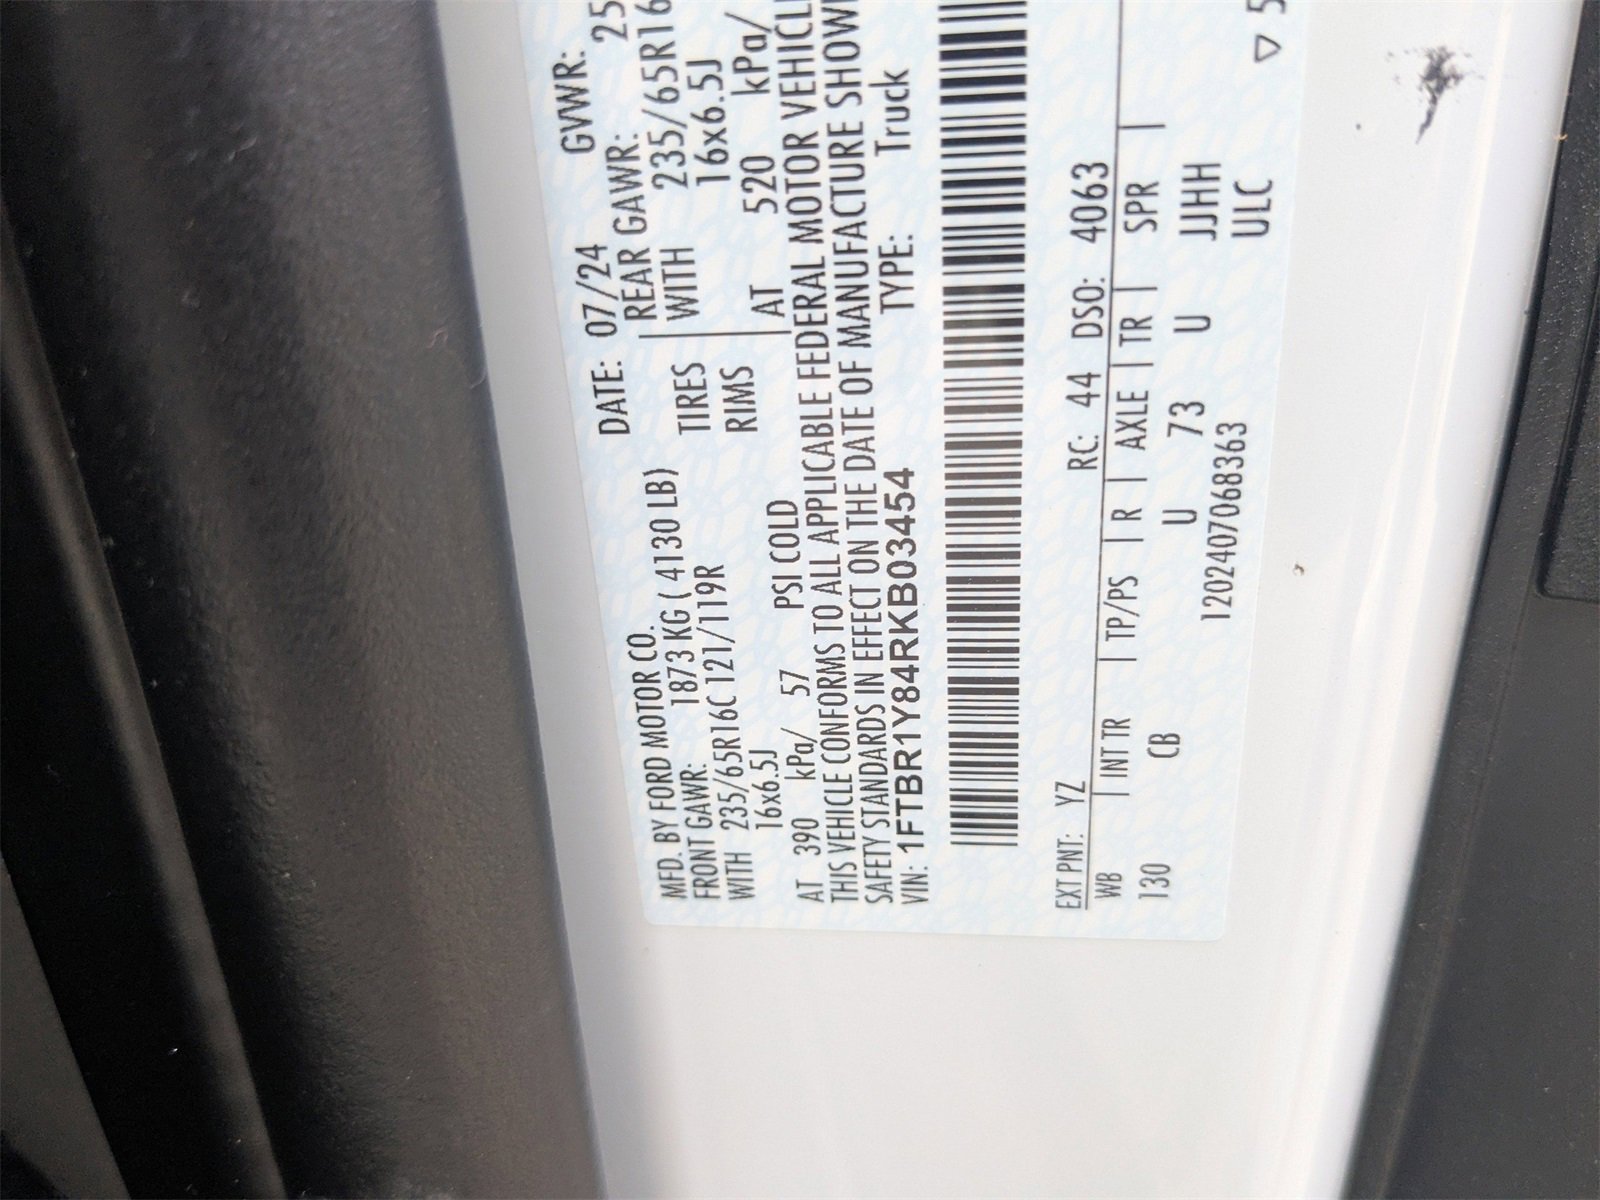 MFD. BY FORD MOTOR CO. DATE: 07/24 GVWR: 25
FRONT GAWR: 1873 KG ( 4130 LB) REAR GAWR:
WITH 235/65R16C 121/119R TIRES WITH 235/65R16
16x6.5J RIMS 16x6.5J
AT 390 kPa/ 57 PSI COLD AT 520 kPa/
THIS VEHICLE CONFORMS TO ALL APPLICABLE FEDERAL MOTOR VEHICL
SAFETY STANDARDS IN EFFECT ON THE DATE OF MANUFACTURE SHOW
VIN: 1FTBR1Y84RKB03454 TYPE: Truck
EXT PNT: YZ RC: 44 DSO: 4063
WB INT TR TP/PS R AXLE TR SPR
130 CB U 73 U JJHH
1202407068363 ULC
▽ 5